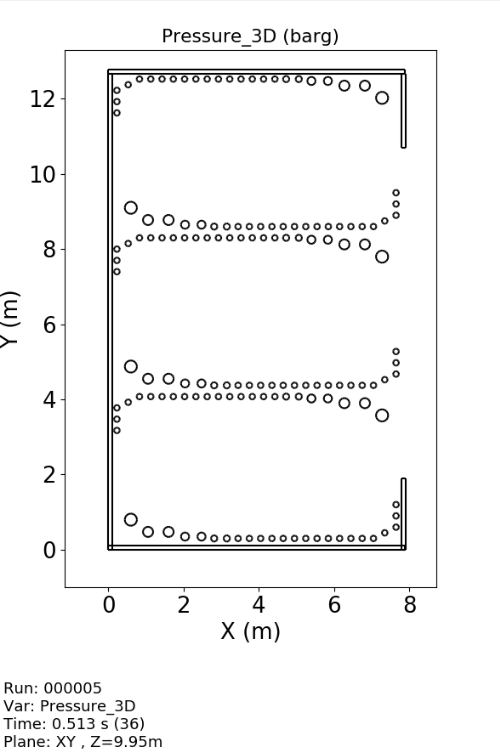 Pressure_3D (barg)
12
10
8
6
4
2
0
Y (m)
0 2 4 6 8
X (m)
Run: 000005
Var: Pressure_3D
Time: 0.513 s (36)
Plane: XY , Z=9.95m